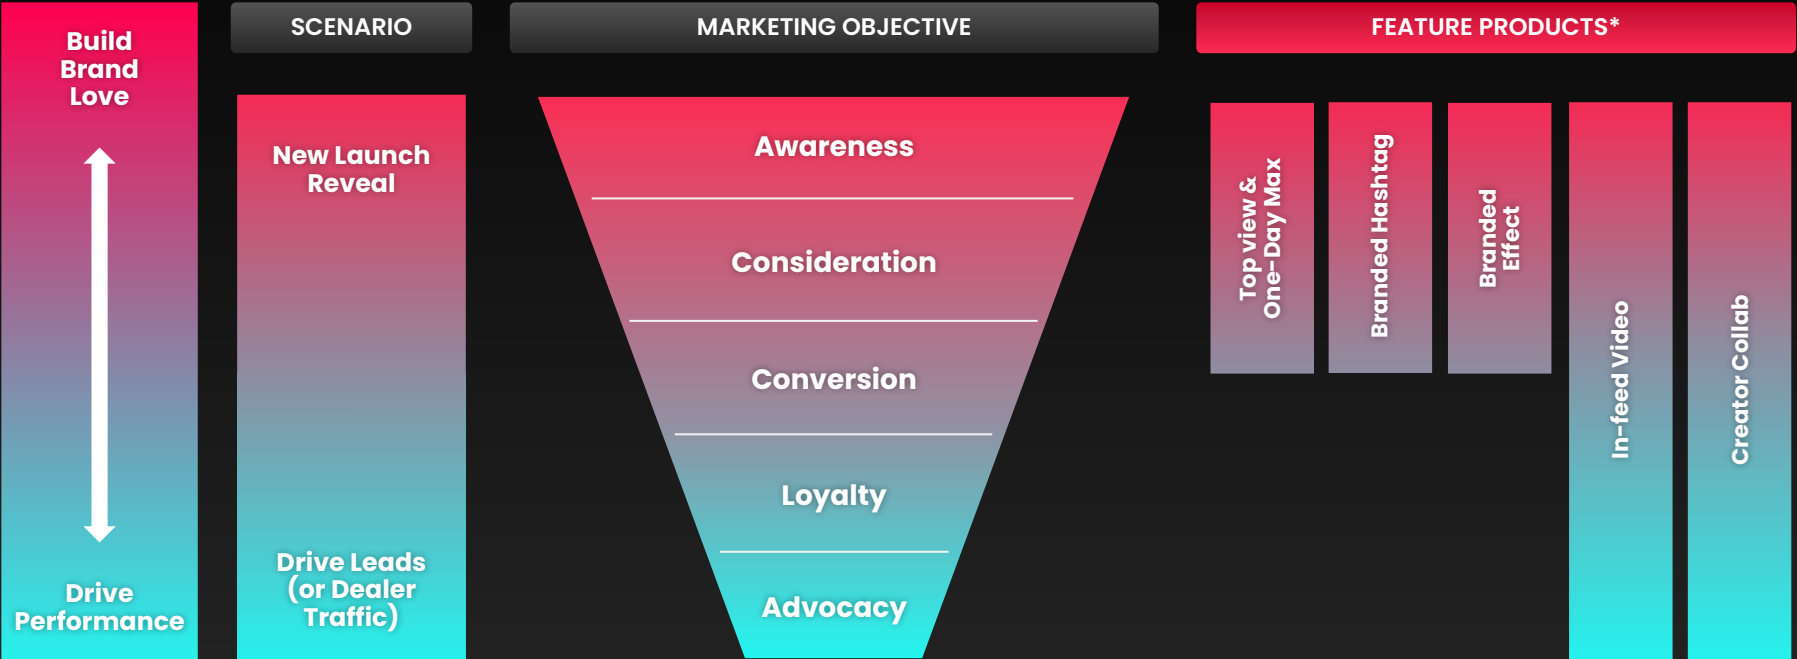 Build
Brand
Love
Drive
Performance
SCENARIO
New Launch
Reveal
Drive Leads
(or Dealer
Traffic)
MARKETING OBJECTIVE
Awareness
Consideration
Conversion
Loyalty
Advocacy
FEATURE PRODUCTS*
Top view &
One-Day Max
Branded Hashtag
Branded
Effect
In-feed Video
Creator Collab